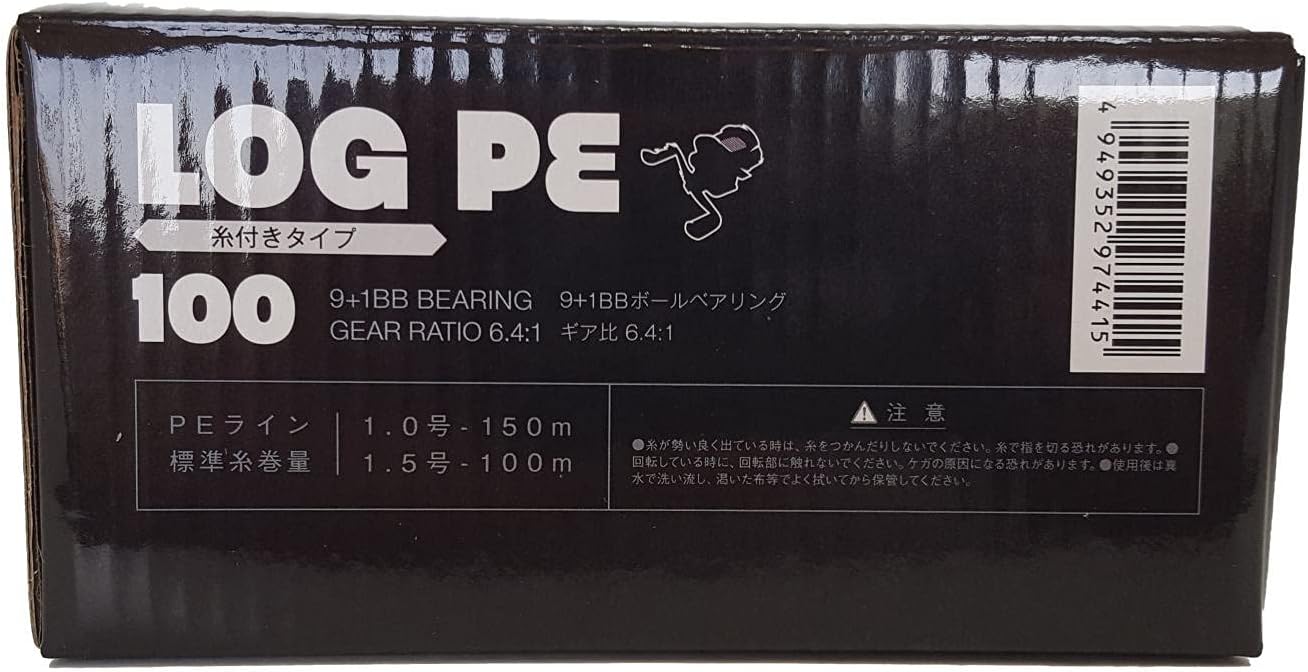 LOG PE
糸付きタイプ
100
9+1BB BEARING 9+1BBボールベアリング
GEAR RATIO 6.4:1 ギア比 6.4:1
PEライン 1.0号-150m
標準糸巻量 1.5号-100m
⚠注意
●糸が勢い良く出ている時は、糸をつかんだりしないでください。糸で指を切る恐れがあります。●
回転している時に、回転部に触れないでください。ケガの原因になる恐れがあります。●使用後は真
水で洗い流し、渇いた布等でよく拭いてから保管してください。
4949352974415